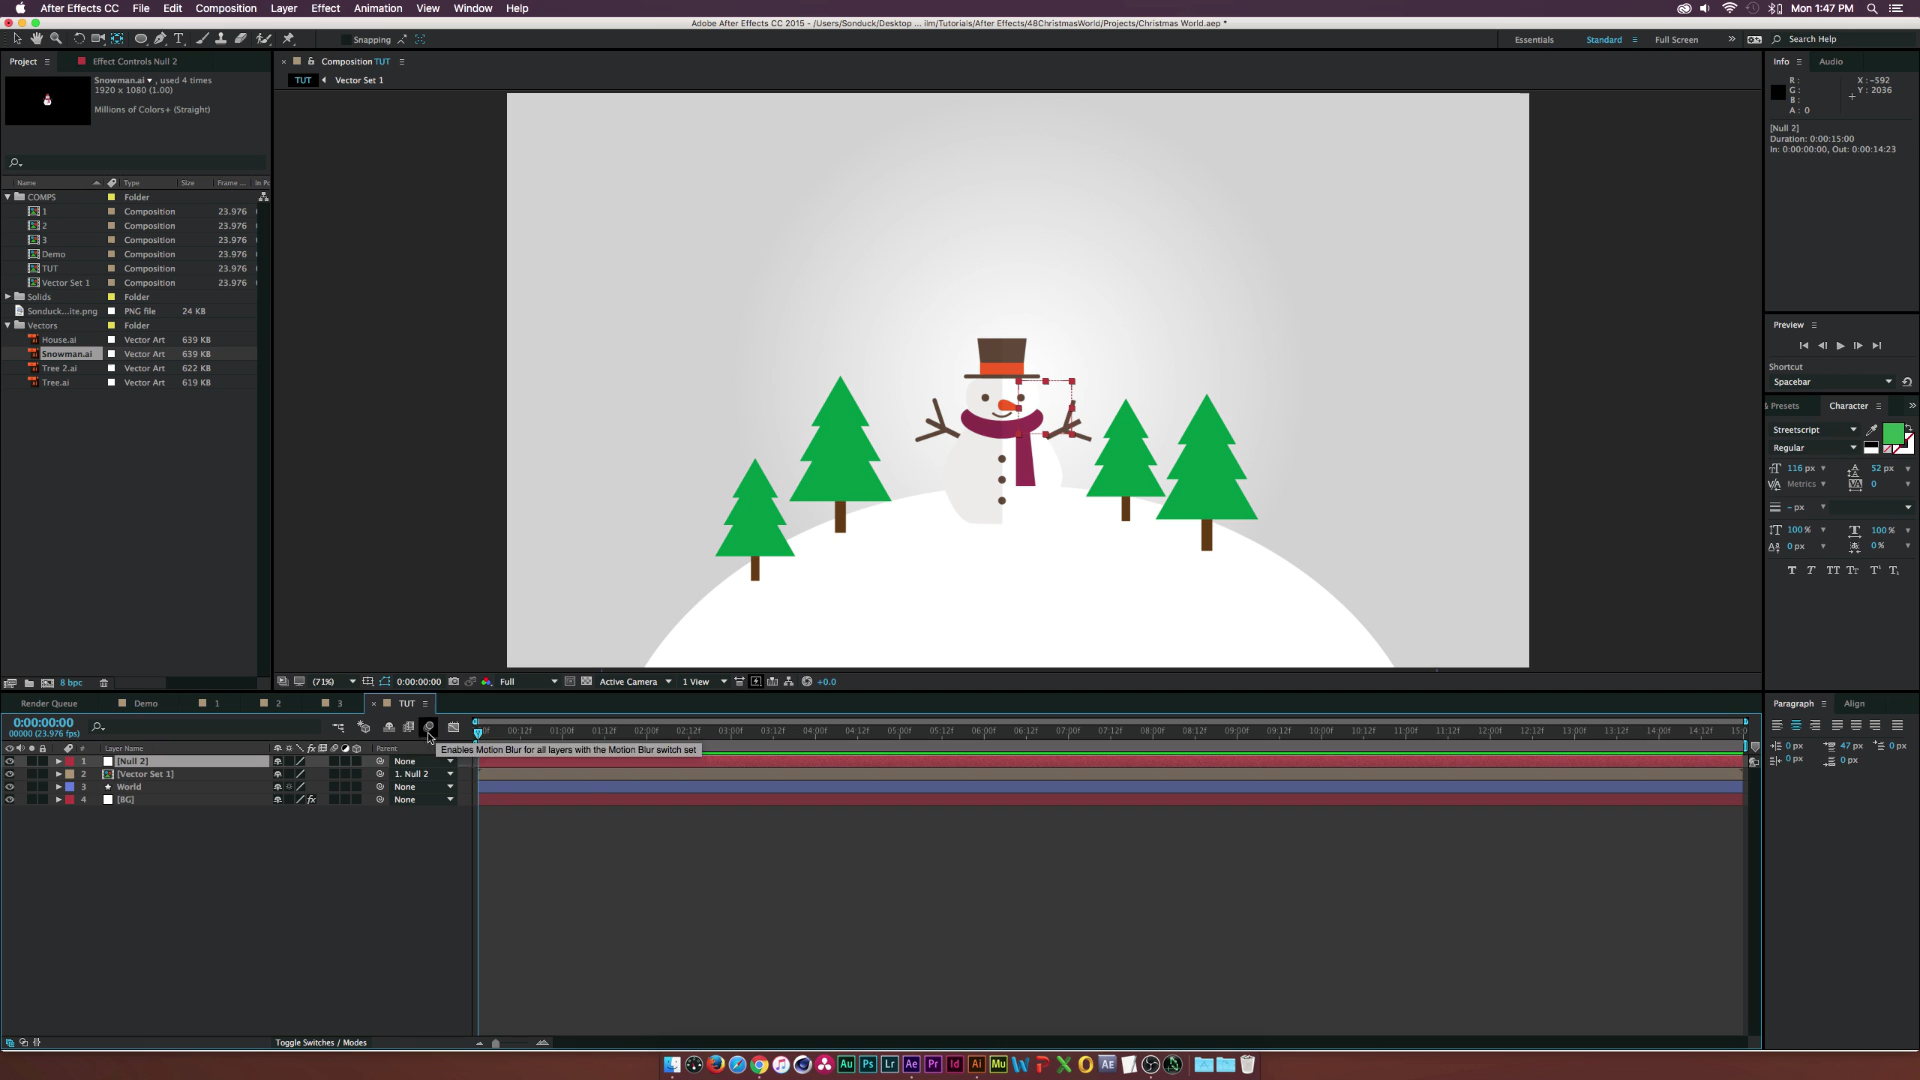 After Effects CC File Edit Composition Layer Effect Animation View Window Help Mon 1:47 PM
Adobe After Effects CC 2015 - /Users/Sonduck/Desktop ... ilm/Tutorials/After Effects/48ChristmasWorld/Projects/Christmas World.aep *
Snapping Essentials Standard Full Screen Search Help
Project Effect Controls Null 2 Composition TUT Info Audio
TUT Vector Set 1
Snowman.ai , used 4 times
1920 x 1080 (1.00)
Millions of Colors+ (Straight)
R : X : -592
G : Y : 2036
B :
A : 0
[Null 2]
Duration: 0:00:15:00
In: 0:00:00:00, Out: 0:00:14:23
Name Type Size Frame ... In Po
COMPS Folder
1 Composition 23.976
2 Composition 23.976
3 Composition 23.976
Demo Composition 23.976
TUT Composition 23.976
Vector Set 1 Composition 23.976
Solids Folder
Sonduck...ite.png PNG file 24 KB
Vectors Folder
House.ai Vector Art 639 KB
Snowman.ai Vector Art 639 KB
Tree 2.ai Vector Art 622 KB
Tree.ai Vector Art 619 KB
Preview
Shortcut
Spacebar
& Presets Character
Streetscript
Regular
116 px 52 px
Metrics 0
- px
100 % 100 %
0 px 0 %
T T TT Tt T¹ T₁
8 bpc (71%) 0:00:00:00 Full Active Camera 1 View +0.0
Render Queue Demo 1 2 3 TUT
0:00:00:00
00000 (23.976 fps)
00f 00:12f 01:00f 01:12f 02:00f 02:12f 03:00f 03:12f 04:00f 04:12f 05:00f 05:12f 06:00f 06:12f 07:00f 07:12f 08:00f 08:12f 09:00f 09:12f 10:00f 10:12f 11:00f 11:12f 12:00f 12:12f 13:00f 13:12f 14:00f 14:12f 15:0
# Layer Name fx Parent
Enables Motion Blur for all layers with the Motion Blur switch set
1 [Null 2] None
2 [Vector Set 1] 1. Null 2
3 World None
4 [BG] fx None
Paragraph Align
0 px 47 px 0 px
0 px 0 px
Toggle Switches / Modes
Au Ps Lr Ae Pr Id Ai Mu W P X O AE